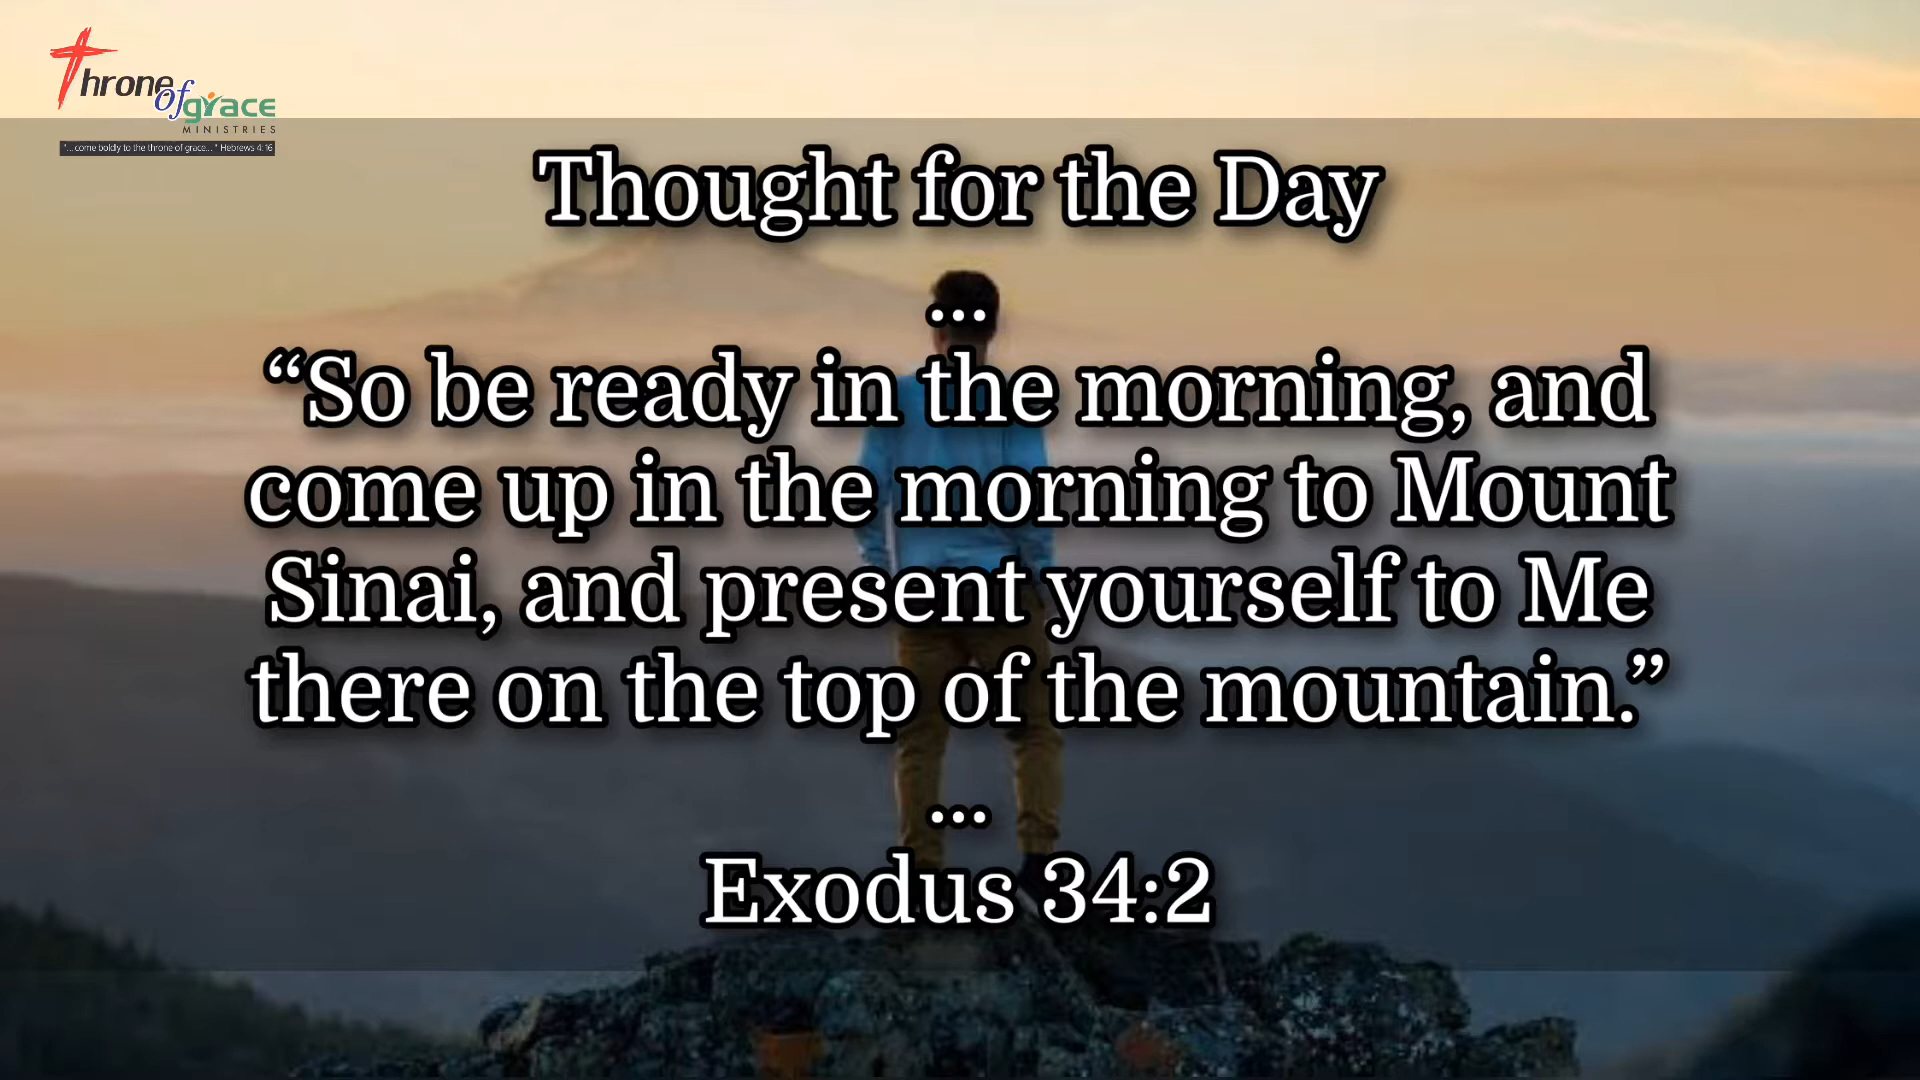 Throne
of grace
MINISTRIES
"...come boldly to the throne of grace..." Hebrews 4:16
Thought for the Day
...
“So be ready in the morning, and
come up in the morning to Mount
Sinai, and present yourself to Me
there on the top of the mountain.”
...
Exodus 34:2